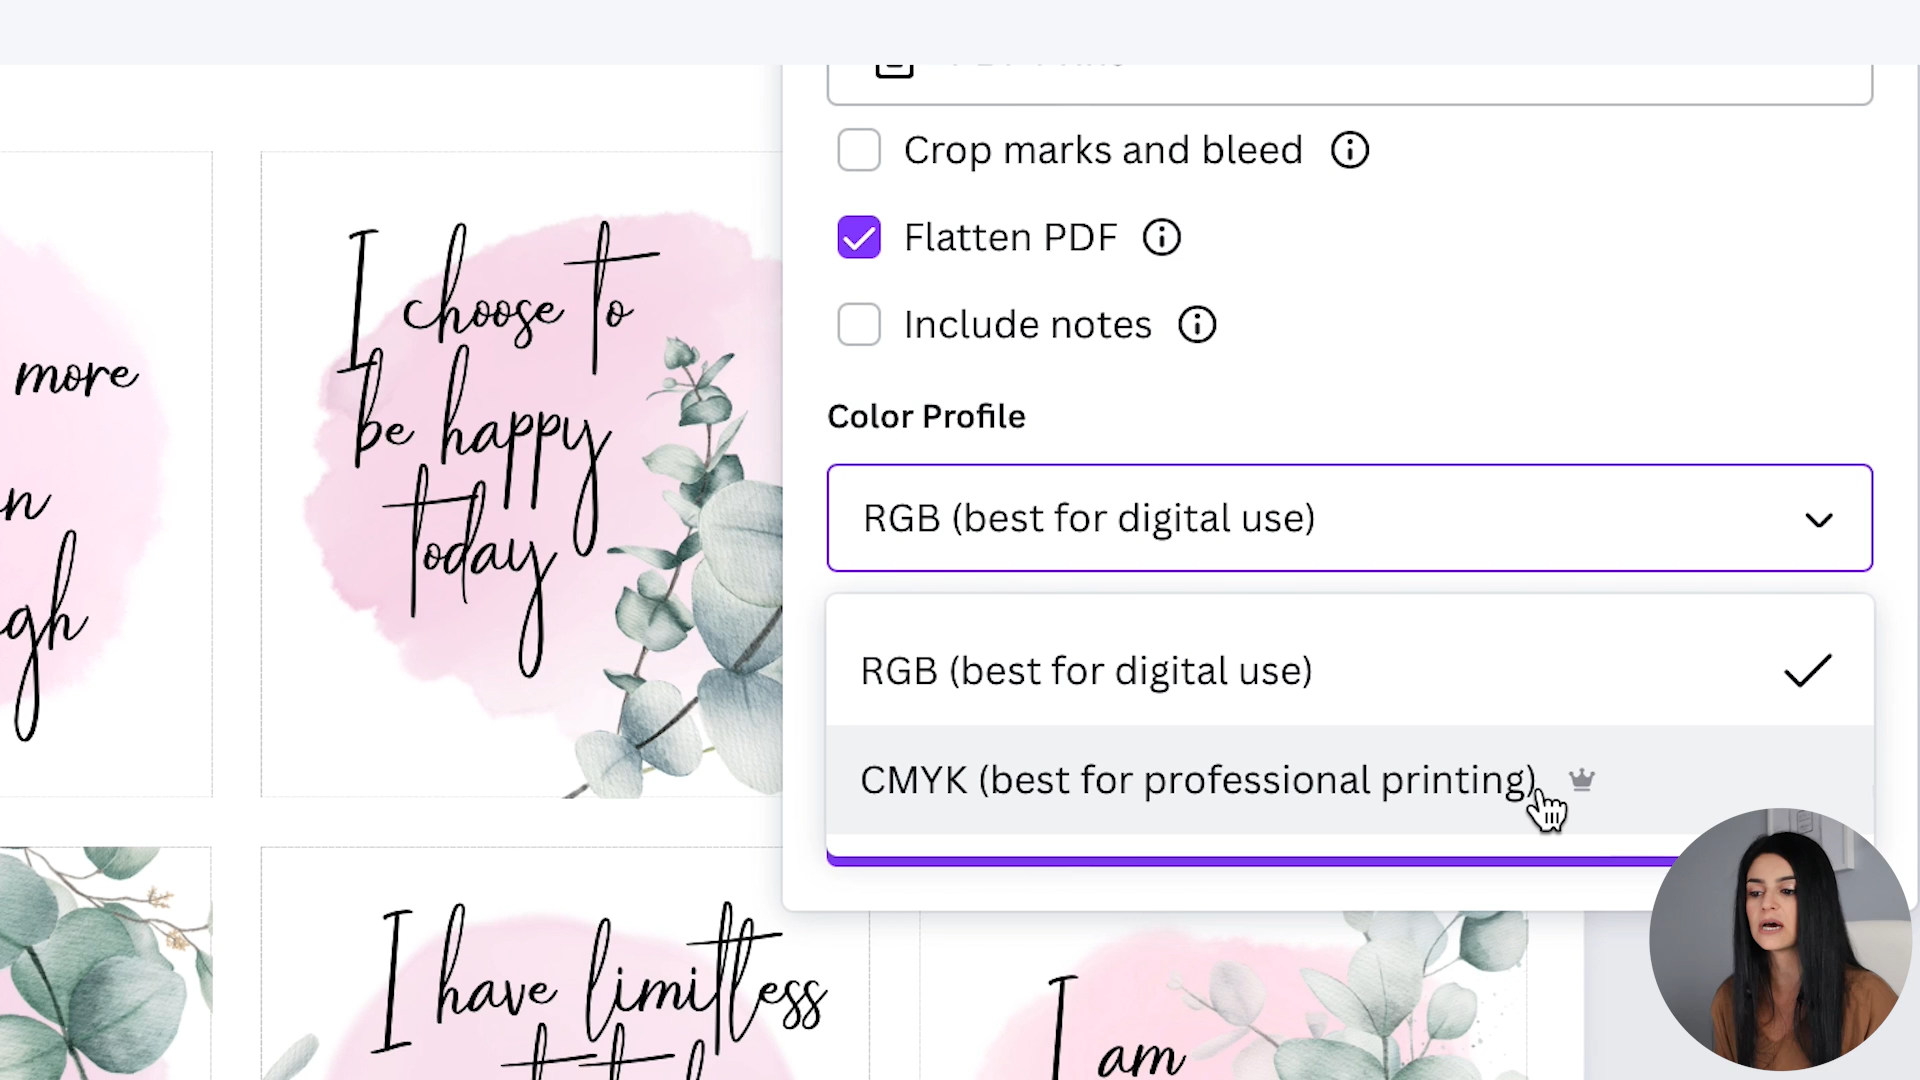 Crop marks and bleed
Flatten PDF
Include notes
Color Profile
RGB (best for digital use)
RGB (best for digital use)
CMYK (best for professional printing)
more
I choose to
be happy
today
I have limitless
I am